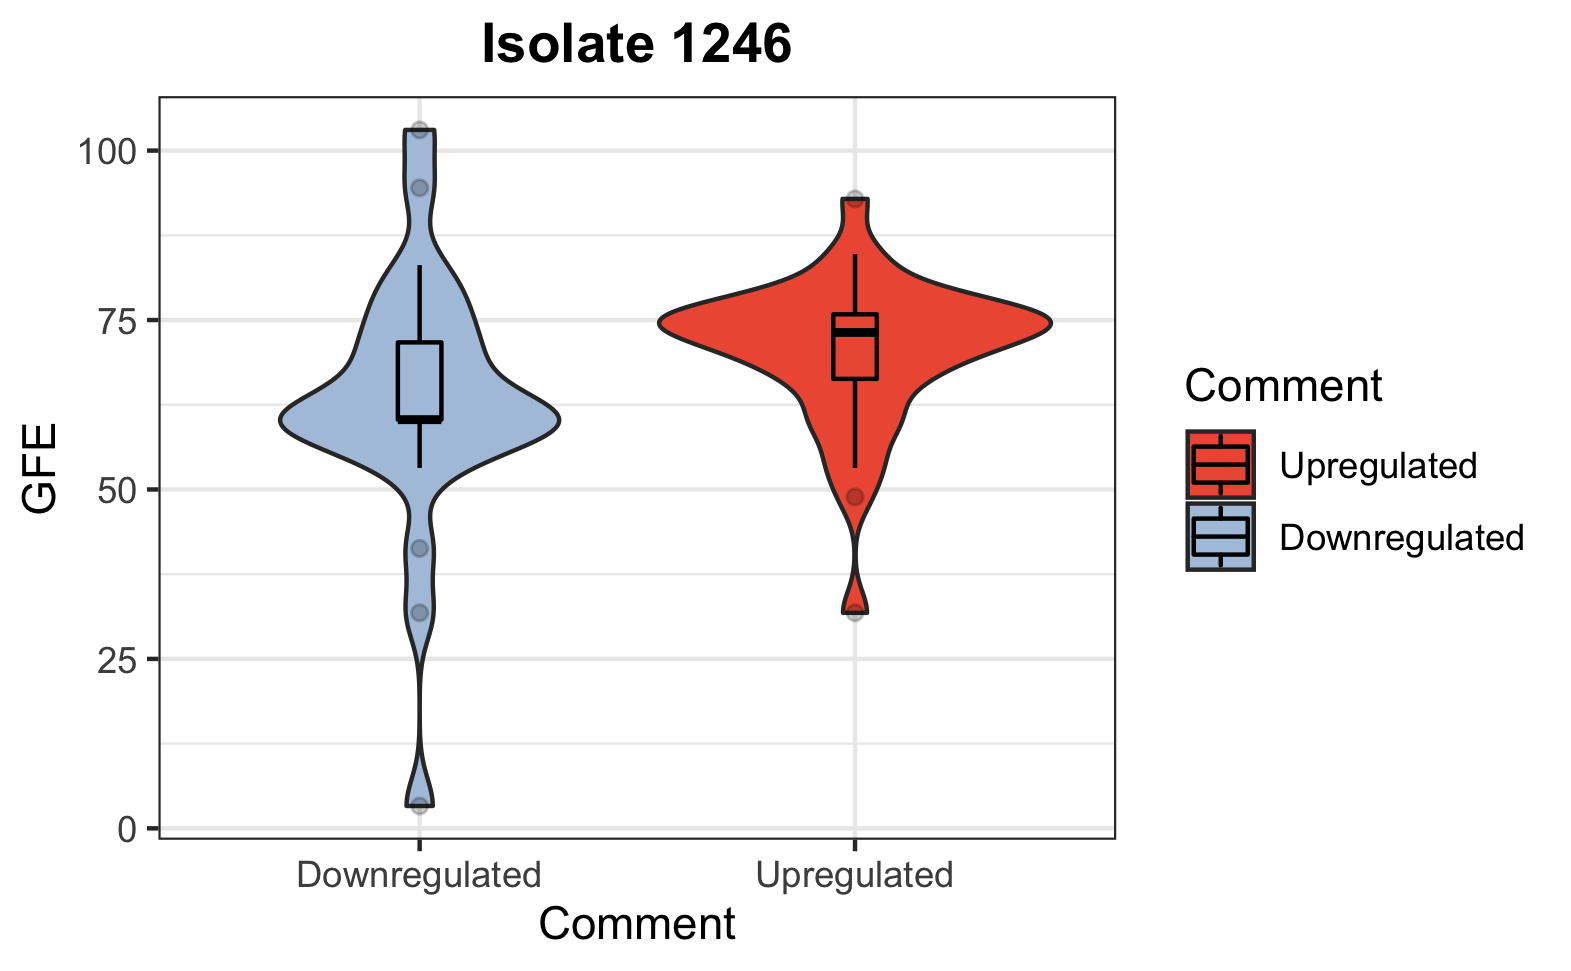 Isolate 1246
100
75
50
25
0
GFE
Downregulated
Upregulated
Comment
Comment
Upregulated
Downregulated